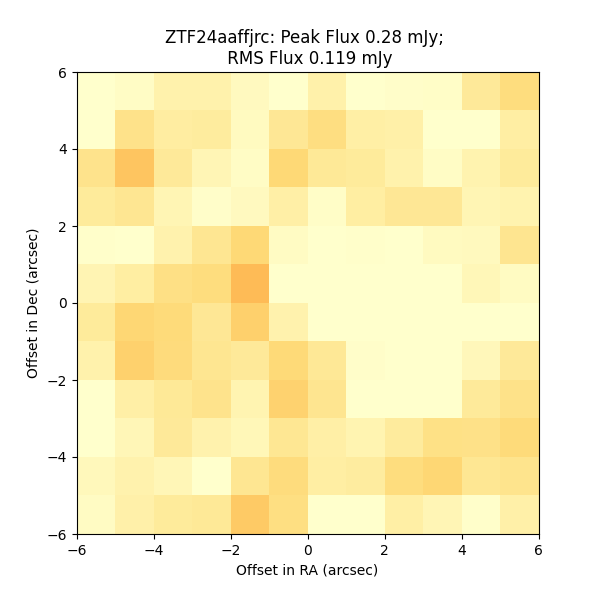 ZTF24aaffjrc: Peak Flux 0.28 mJy;
RMS Flux 0.119 mJy
6
4
2
0
−2
−4
−6
Offset in Dec (arcsec)
−6 −4 −2 0 2 4 6
Offset in RA (arcsec)